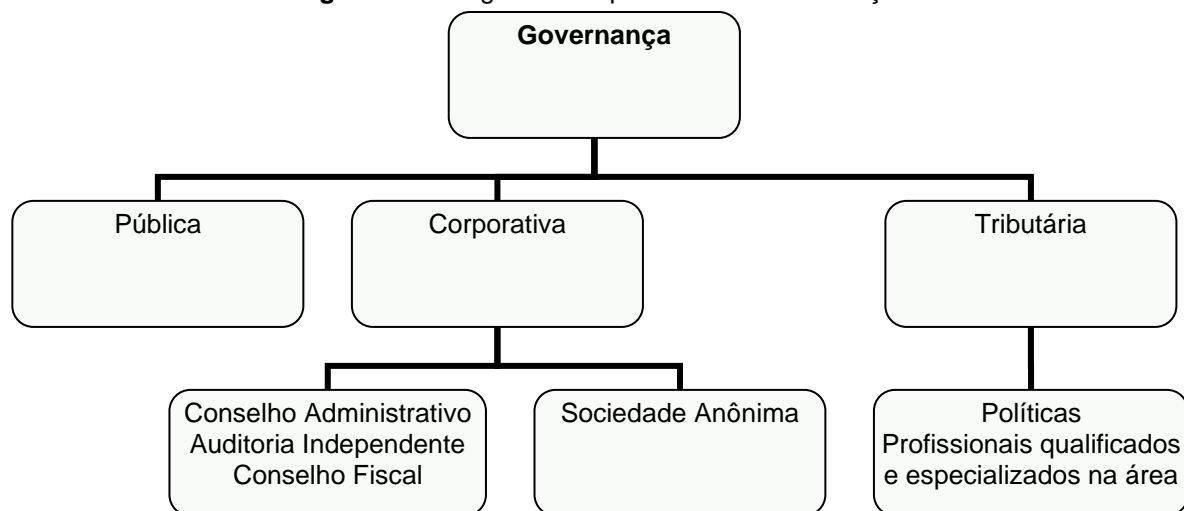 Governança
Pública
Corporativa
Tributária
Conselho Administrativo
Auditoria Independente
Conselho Fiscal
Sociedade Anônima
Políticas
Profissionais qualificados
e especializados na área